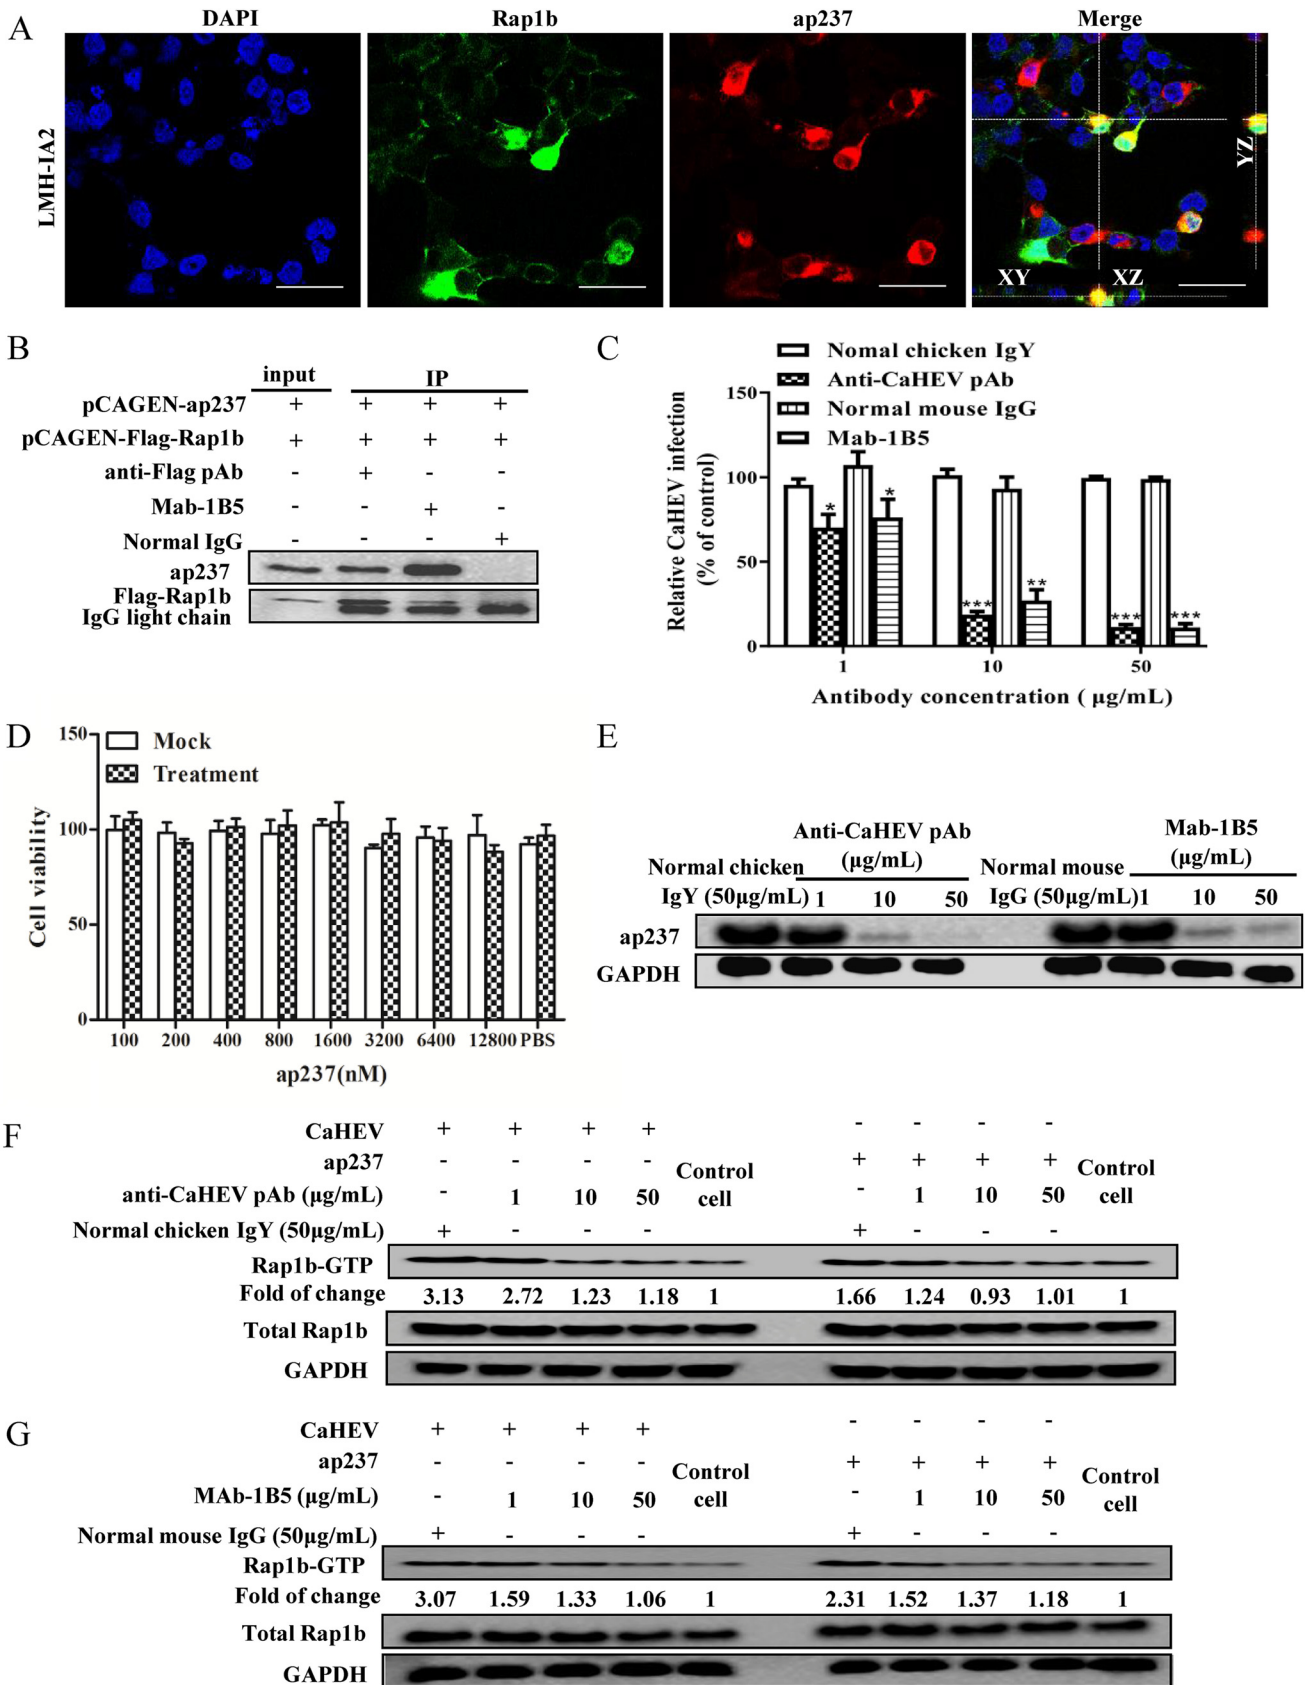 A
DAPI Rap1b ap237 Merge
LMH-IA2
YZ
XY XZ
B
input IP
pCAGEN-ap237 + + + +
pCAGEN-Flag-Rap1b + + + +
anti-Flag pAb - + - -
Mab-1B5 - - + -
Normal IgG - - - +
ap237
Flag-Rap1b
IgG light chain
C
Nomal chicken IgY
Anti-CaHEV pAb
Normal mouse IgG
Mab-1B5
Relative CaHEV infection
(% of control)
150
100
50
0
* * *** ** *** ***
1 10 50
Antibody concentration ( μg/mL)
D
Mock
Treatment
Cell viability
150
100
50
0
100 200 400 800 1600 3200 6400 12800 PBS
ap237(nM)
E
Anti-CaHEV pAb Mab-1B5
(μg/mL) (μg/mL)
Normal chicken Normal mouse
IgY (50μg/mL) 1 10 50 IgG (50μg/mL) 1 10 50
ap237
GAPDH
F
CaHEV + + + + - - - -
ap237 - - - - Control cell + + + + Control cell
anti-CaHEV pAb (μg/mL) - 1 10 50 - 1 10 50
Normal chicken IgY (50μg/mL) + - - - + - - -
Rap1b-GTP
Fold of change 3.13 2.72 1.23 1.18 1 1.66 1.24 0.93 1.01 1
Total Rap1b
GAPDH
G
CaHEV + + + + - - - -
ap237 - - - - Control cell + + + + Control cell
MAb-1B5 (μg/mL) - 1 10 50 - 1 10 50
Normal mouse IgG (50μg/mL) + - - - + - - -
Rap1b-GTP
Fold of change 3.07 1.59 1.33 1.06 1 2.31 1.52 1.37 1.18 1
Total Rap1b
GAPDH